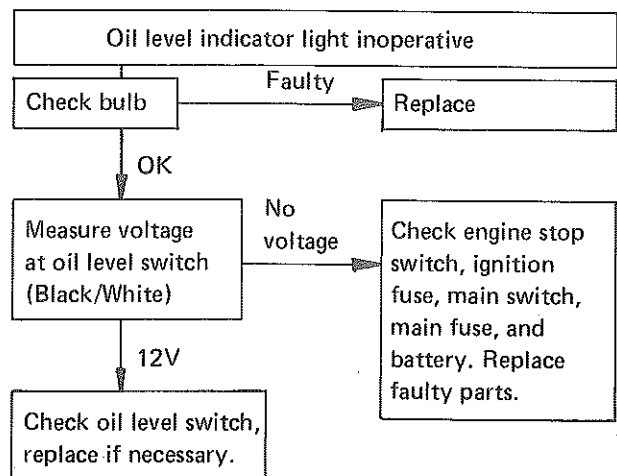 Oil level indicator light inoperative
Check bulb
Faulty
Replace
OK
Measure voltage
at oil level switch
(Black/White)
No
voltage
Check engine stop
switch, ignition
fuse, main switch,
main fuse, and
battery. Replace
faulty parts.
12V
Check oil level switch,
replace if necessary.